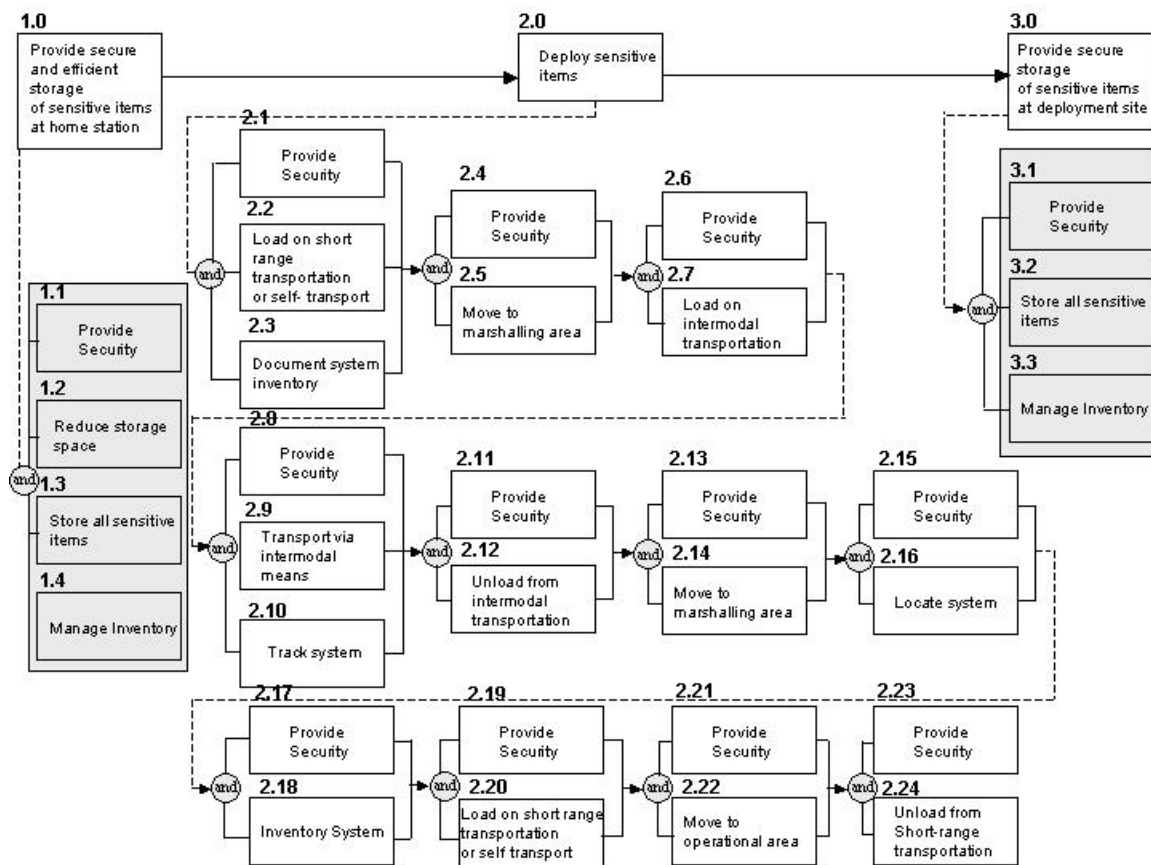 1.0
Provide secure
and efficient
storage
of sensitive items
at home station
2.0
Deploy sensitive
items
3.0
Provide secure
storage
of sensitive items
at deployment site
2.1
Provide
Security
2.2
Load on short
range
transportation
or self- transport
2.3
Document system
inventory
and
2.4
Provide
Security
and
2.5
Move to
marshalling area
2.6
Provide
Security
and
2.7
Load on
intermodal
transportation
3.1
Provide
Security
3.2
Store all sensitive
items
and
3.3
Manage Inventory
1.1
Provide
Security
1.2
Reduce storage
space
and
1.3
Store all sensitive
items
1.4
Manage Inventory
2.8
Provide
Security
2.9
Transport via
intermodal
means
and
2.10
Track system
2.11
Provide
Security
and
2.12
Unload from
intermodal
transportation
2.13
Provide
Security
and
2.14
Move to
marshalling area
2.15
Provide
Security
and
2.16
Locate system
2.17
Provide
Security
and
2.18
Inventory System
2.19
Provide
Security
and
2.20
Load on short range
transportation
or self transport
2.21
Provide
Security
and
2.22
Move to
operational area
2.23
Provide
Security
and
2.24
Unload from
Short-range
transportation